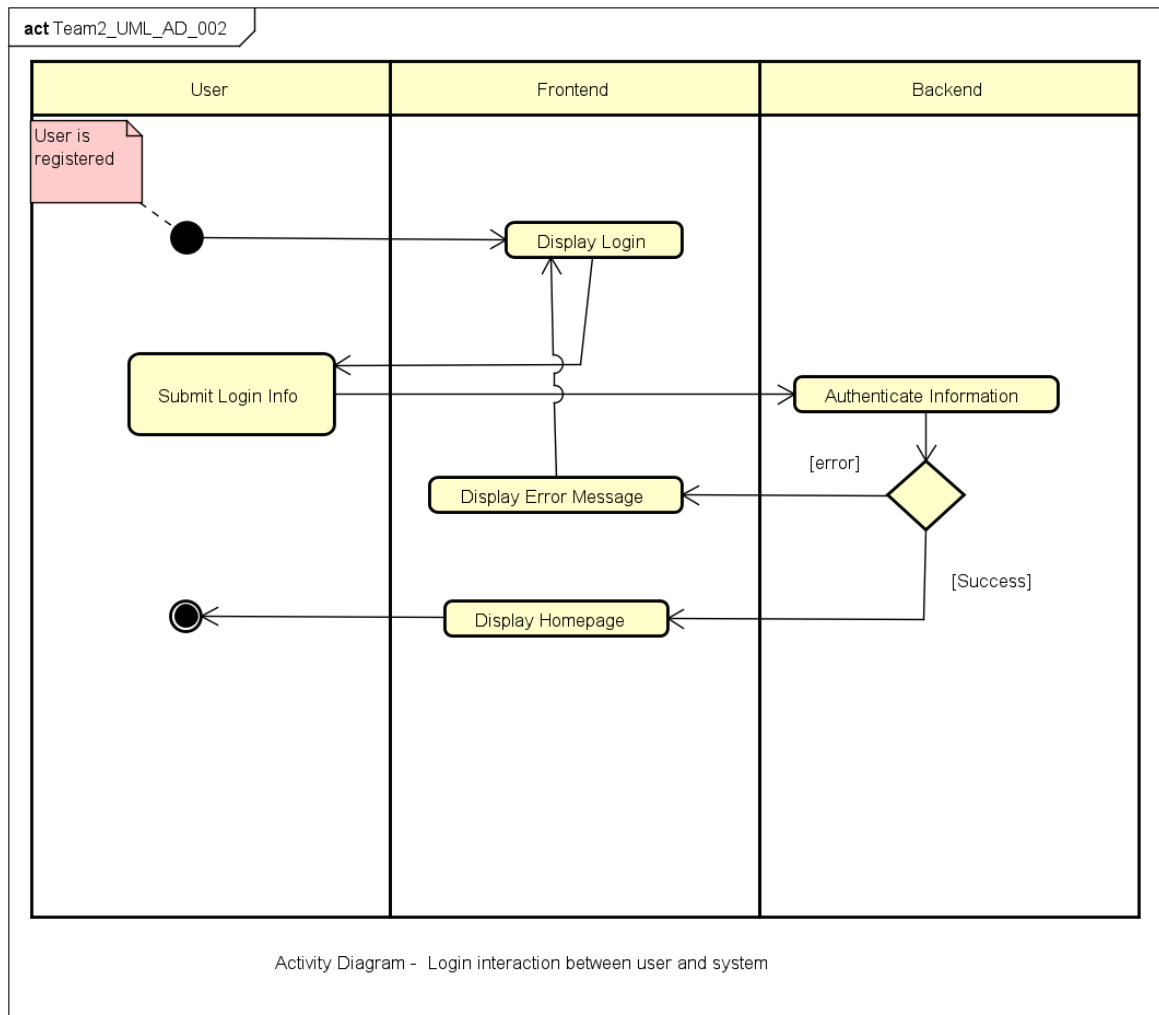 act Team2_UML_AD_002
User
Frontend
Backend
User is
registered
Display Login
Submit Login Info
Authenticate Information
[error]
Display Error Message
[Success]
Display Homepage
Activity Diagram - Login interaction between user and system